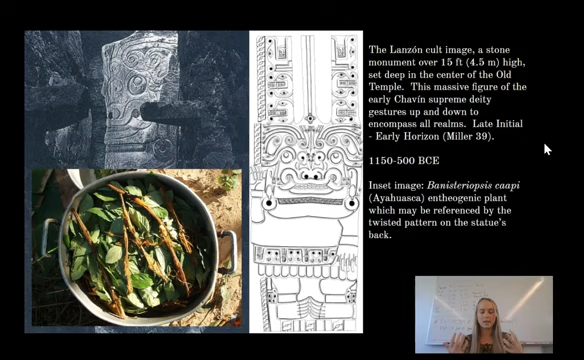 The Lanzón cult image, a stone
monument over 15 ft (4.5 m) high,
set deep in the center of the Old
Temple.  This massive figure of the
early Chavín supreme deity
gestures up and down to
encompass all realms.  Late Initial
- Early Horizon (Miller 39).
1150-500 BCE
Inset image: Banisteriopsis caapi
(Ayahuasca) entheogenic plant
which may be referenced by the
twisted pattern on the statue's
back.